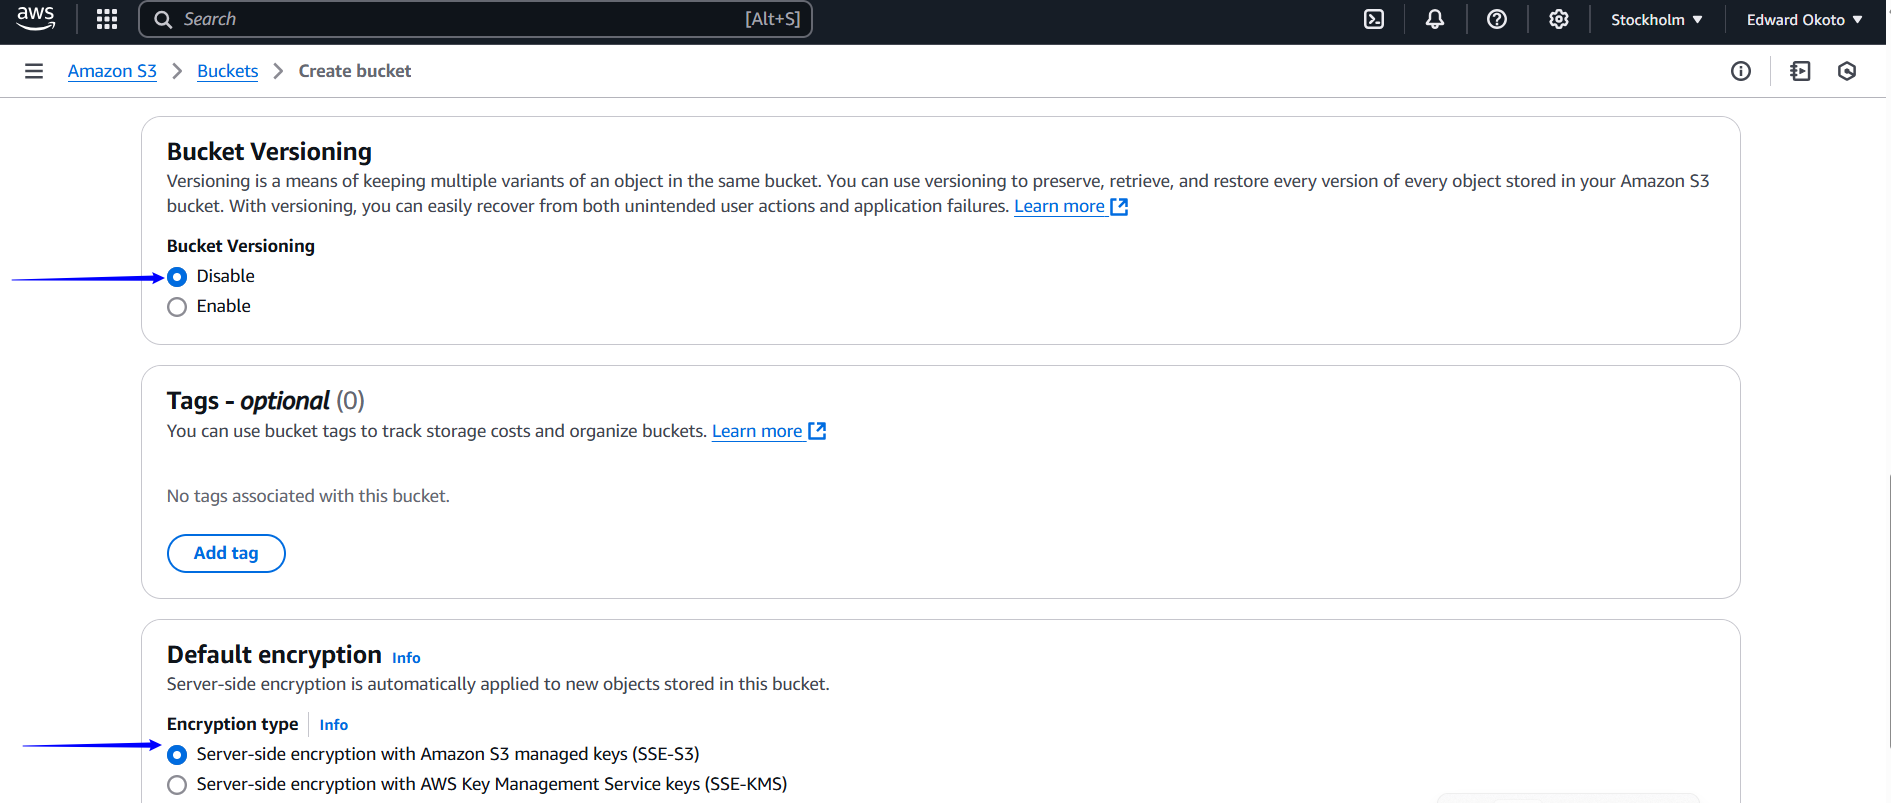 aws
Search [Alt+S]
Stockholm
Edward Okoto
Amazon S3 Buckets Create bucket
Bucket Versioning
Versioning is a means of keeping multiple variants of an object in the same bucket. You can use versioning to preserve, retrieve, and restore every version of every object stored in your Amazon S3
bucket. With versioning, you can easily recover from both unintended user actions and application failures. Learn more
Bucket Versioning
Disable
Enable
Tags - optional (0)
You can use bucket tags to track storage costs and organize buckets. Learn more
No tags associated with this bucket.
Add tag
Default encryption Info
Server-side encryption is automatically applied to new objects stored in this bucket.
Encryption type Info
Server-side encryption with Amazon S3 managed keys (SSE-S3)
Server-side encryption with AWS Key Management Service keys (SSE-KMS)